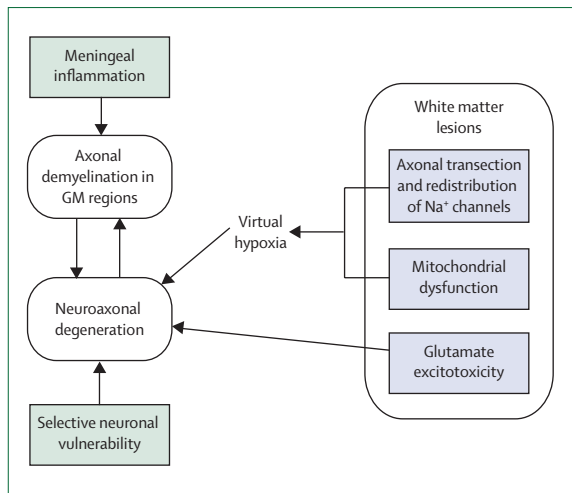 Meningeal
inflammation
Axonal
demyelination in
GM regions
Neuroaxonal
degeneration
Selective neuronal
vulnerability
Virtual
hypoxia
White matter
lesions
Axonal transection
and redistribution
of Na⁺ channels
Mitochondrial
dysfunction
Glutamate
excitotoxicity